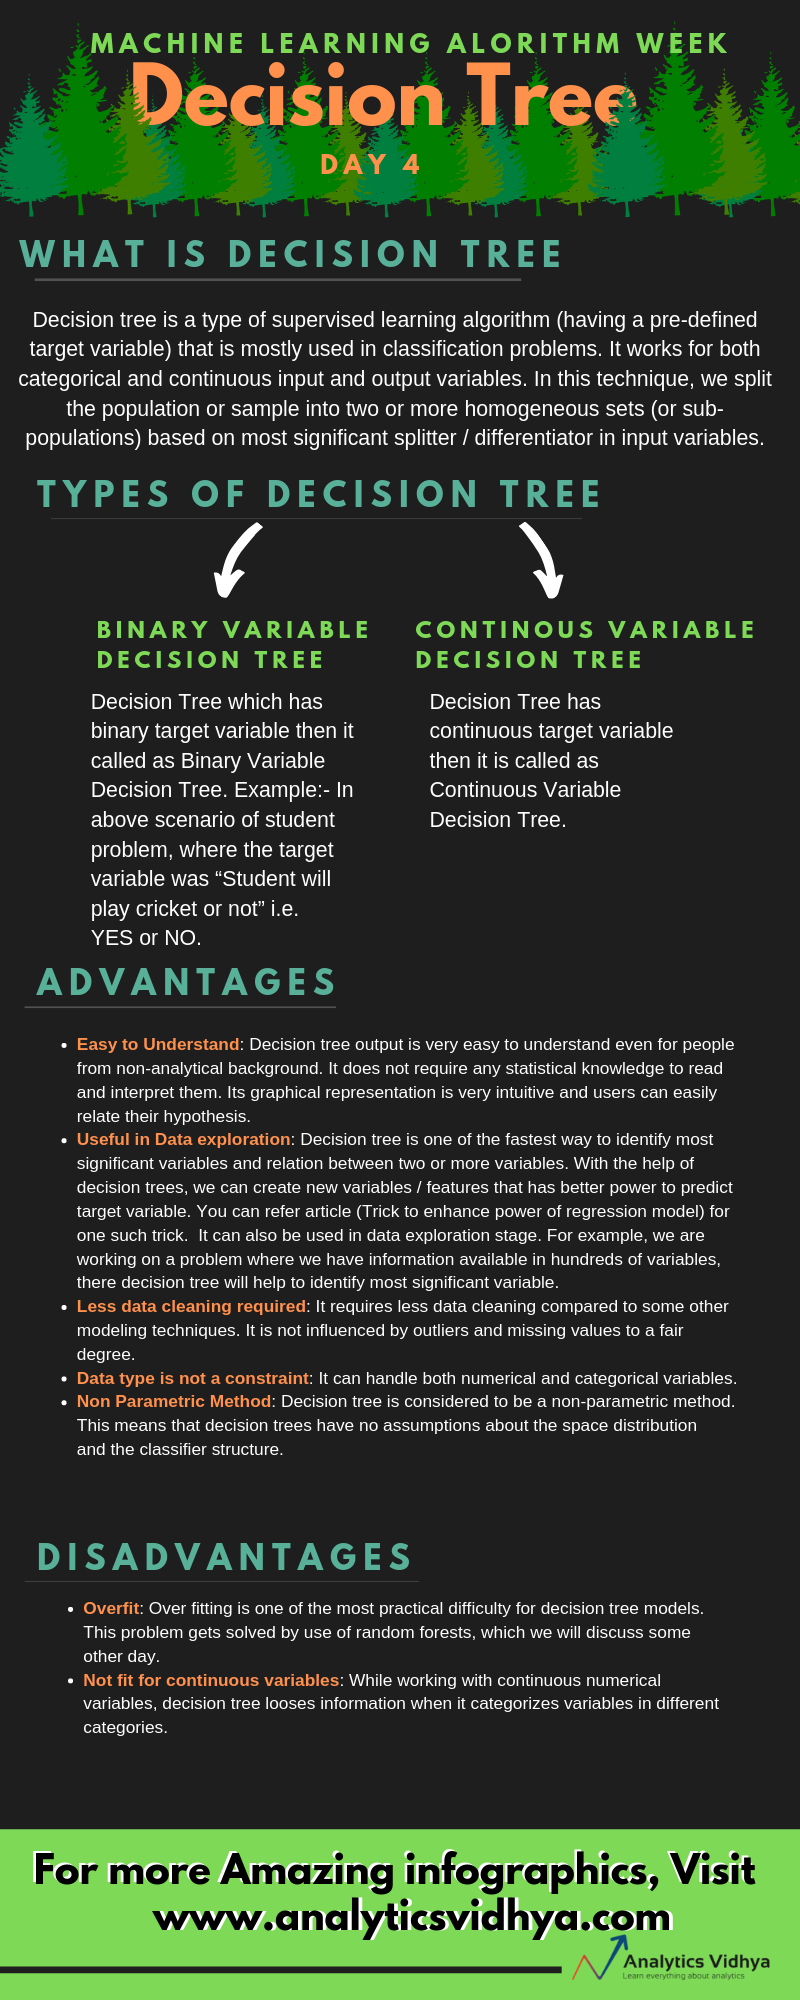 MACHINE LEARNING ALORITHM WEEK
Decision Tree
DAY 4
WHAT IS DECISION TREE
Decision tree is a type of supervised learning algorithm (having a pre-defined
target variable) that is mostly used in classification problems. It works for both
categorical and continuous input and output variables. In this technique, we split
the population or sample into two or more homogeneous sets (or sub-
populations) based on most significant splitter / differentiator in input variables.
TYPES OF DECISION TREE
BINARY VARIABLE
DECISION TREE
Decision Tree which has
binary target variable then it
called as Binary Variable
Decision Tree. Example:- In
above scenario of student
problem, where the target
variable was “Student will
play cricket or not” i.e.
YES or NO.
CONTINOUS VARIABLE
DECISION TREE
Decision Tree has
continuous target variable
then it is called as
Continuous Variable
Decision Tree.
ADVANTAGES
• Easy to Understand: Decision tree output is very easy to understand even for people
from non-analytical background. It does not require any statistical knowledge to read
and interpret them. Its graphical representation is very intuitive and users can easily
relate their hypothesis.
• Useful in Data exploration: Decision tree is one of the fastest way to identify most
significant variables and relation between two or more variables. With the help of
decision trees, we can create new variables / features that has better power to predict
target variable. You can refer article (Trick to enhance power of regression model) for
one such trick.  It can also be used in data exploration stage. For example, we are
working on a problem where we have information available in hundreds of variables,
there decision tree will help to identify most significant variable.
• Less data cleaning required: It requires less data cleaning compared to some other
modeling techniques. It is not influenced by outliers and missing values to a fair
degree.
• Data type is not a constraint: It can handle both numerical and categorical variables.
• Non Parametric Method: Decision tree is considered to be a non-parametric method.
This means that decision trees have no assumptions about the space distribution
and the classifier structure.
DISADVANTAGES
• Overfit: Over fitting is one of the most practical difficulty for decision tree models.
This problem gets solved by use of random forests, which we will discuss some
other day.
• Not fit for continuous variables: While working with continuous numerical
variables, decision tree looses information when it categorizes variables in different
categories.
For more Amazing infographics, Visit
www.analyticsvidhya.com
Analytics Vidhya
Learn everything about analytics